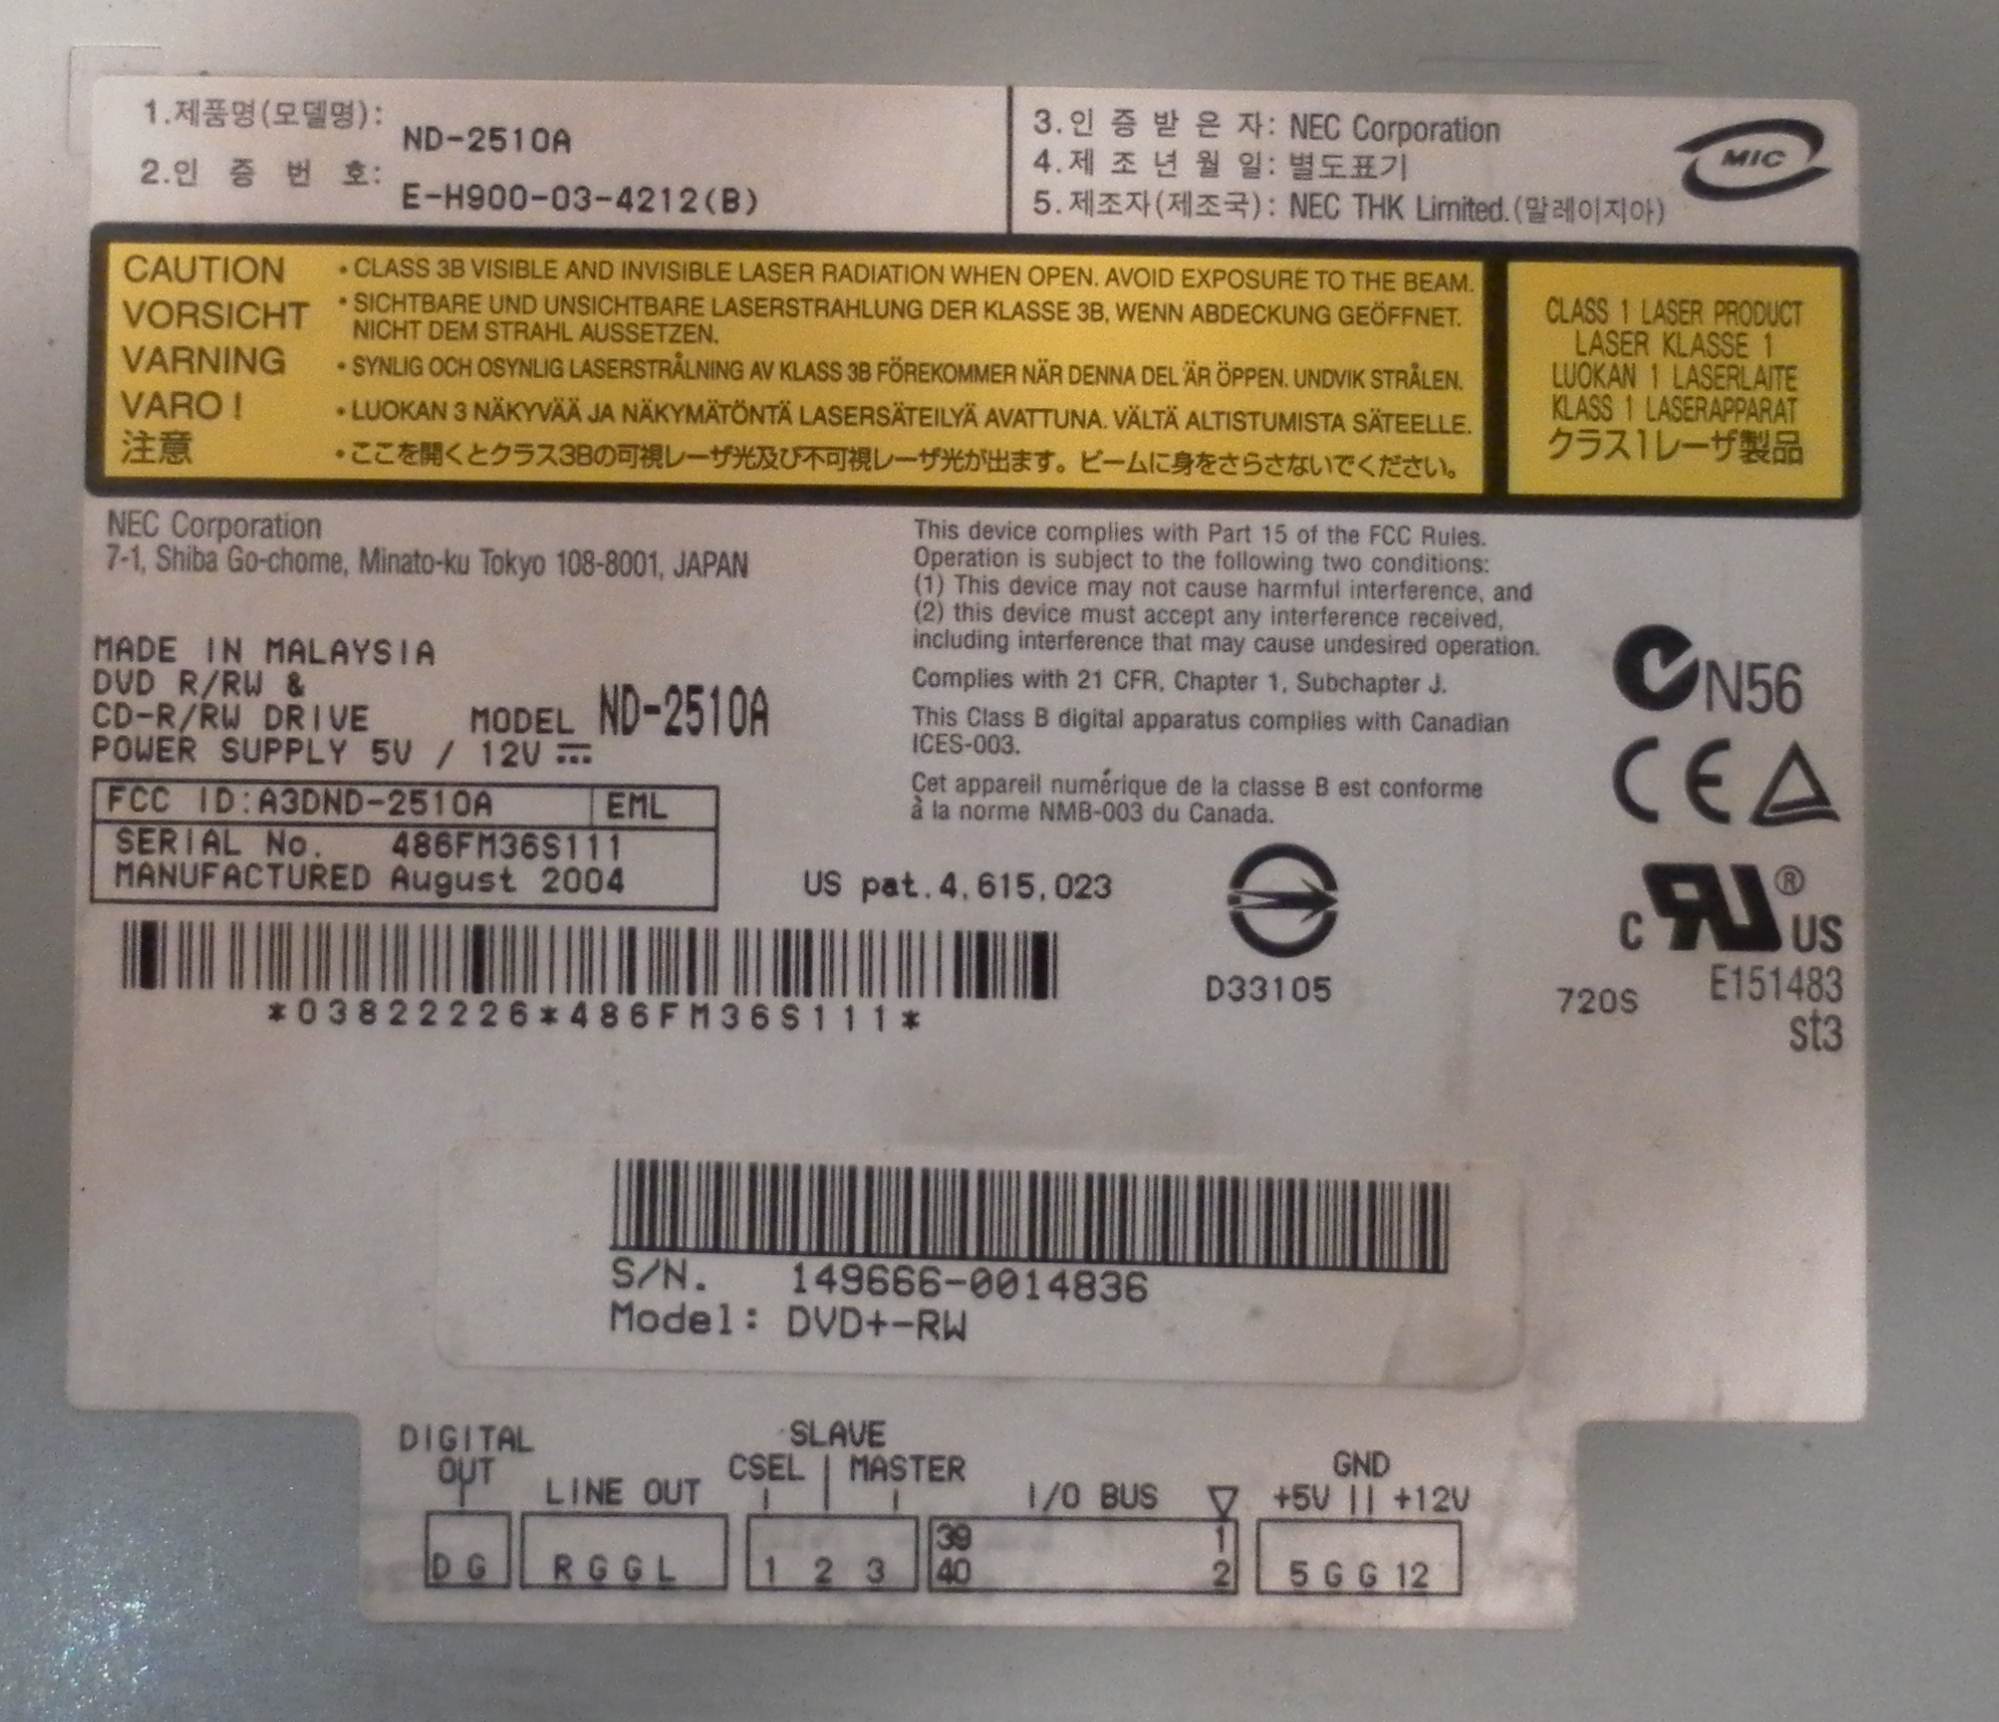 1.제품명(모델명): ND-2510A
2.인 증 번 호: E-H900-03-4212(B)
3.인 증 받 은 자: NEC Corporation
4.제 조 년 월 일: 별도표기
5.제조자(제조국): NEC THK Limited.(말레이지아)
MIC
CAUTION
VORSICHT
VARNING
VARO !
注意
• CLASS 3B VISIBLE AND INVISIBLE LASER RADIATION WHEN OPEN. AVOID EXPOSURE TO THE BEAM.
• SICHTBARE UND UNSICHTBARE LASERSTRAHLUNG DER KLASSE 3B, WENN ABDECKUNG GEÖFFNET.
NICHT DEM STRAHL AUSSETZEN.
• SYNLIG OCH OSYNLIG LASERSTRÅLNING AV KLASS 3B FÖREKOMMER NÄR DENNA DEL ÄR ÖPPEN. UNDVIK STRÅLEN.
• LUOKAN 3 NÄKYVÄÄ JA NÄKYMÄTÖNTÄ LASERSÄTEILYÄ AVATTUNA. VÄLTÄ ALTISTUMISTA SÄTEELLE.
• ここを開くとクラス3Bの可視レーザ光及び不可視レーザ光が出ます。ビームに身をさらさないでください。
CLASS 1 LASER PRODUCT
LASER KLASSE 1
LUOKAN 1 LASERLAITE
KLASS 1 LASERAPPARAT
クラス1レーザ製品
NEC Corporation
7-1, Shiba Go-chome, Minato-ku Tokyo 108-8001, JAPAN
MADE IN MALAYSIA
DVD R/RW &
CD-R/RW DRIVE MODEL ND-2510A
POWER SUPPLY 5V / 12V
FCC ID:A3DND-2510A EML
SERIAL No. 486FM36S111
MANUFACTURED August 2004
*03822226*486FM36S111*
This device complies with Part 15 of the FCC Rules.
Operation is subject to the following two conditions:
(1) This device may not cause harmful interference, and
(2) this device must accept any interference received,
including interference that may cause undesired operation.
Complies with 21 CFR, Chapter 1, Subchapter J.
This Class B digital apparatus complies with Canadian
ICES-003.
Cet appareil numérique de la classe B est conforme
à la norme NMB-003 du Canada.
US pat.4,615,023
D33105
N56
CE
C RU ® US
E151483
720S
st3
S/N. 149666-0014836
Model: DVD+-RW
DIGITAL
OUT
LINE OUT
SLAVE
CSEL MASTER
I/O BUS
GND
+5V +12V
D G
R G G L
1 2 3
39 1
40 2
5 G G 12